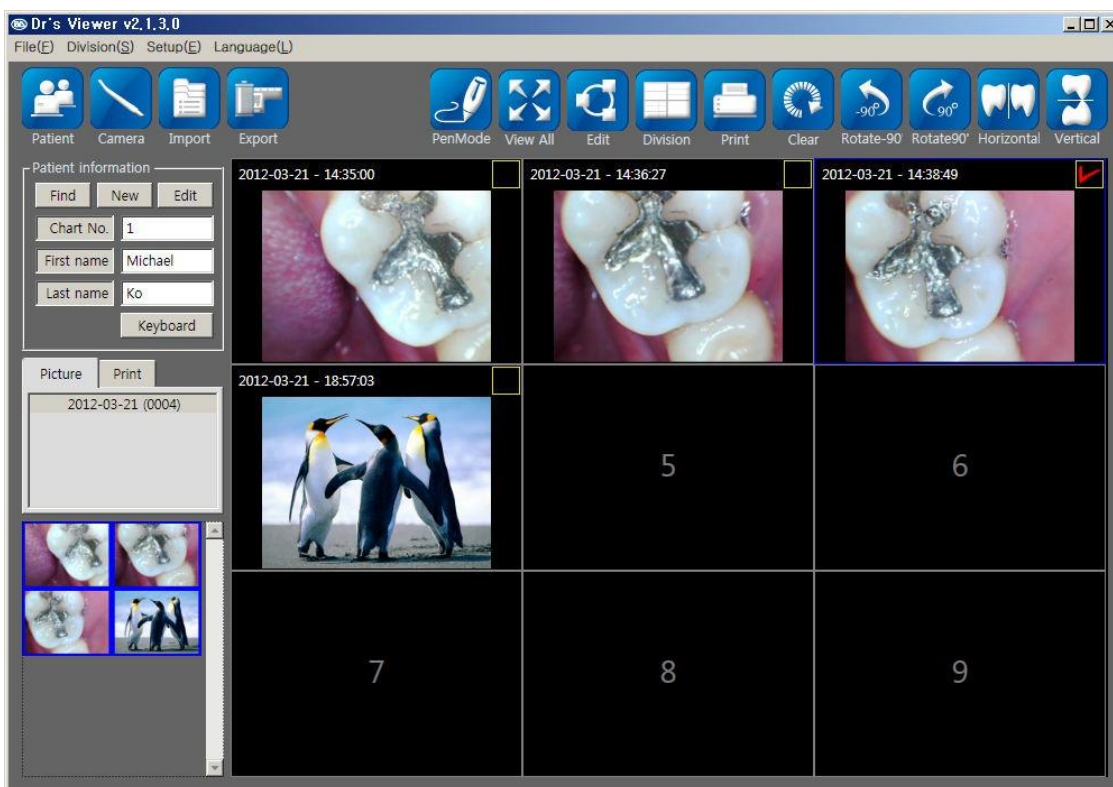 Dr's Viewer v2.1.3.0
File(F) Division(S) Setup(E) Language(L)
Patient Camera Import Export PenMode View All Edit Division Print Clear Rotate-90 Rotate90' Horizontal Vertical
-90° 90°
Patient information
Find New Edit
Chart No. 1
First name Michael
Last name Ko
Keyboard
Picture Print
2012-03-21 (0004)
2012-03-21 - 14:35:00
2012-03-21 - 14:36:27
2012-03-21 - 14:38:49
2012-03-21 - 18:57:03
5
6
7
8
9